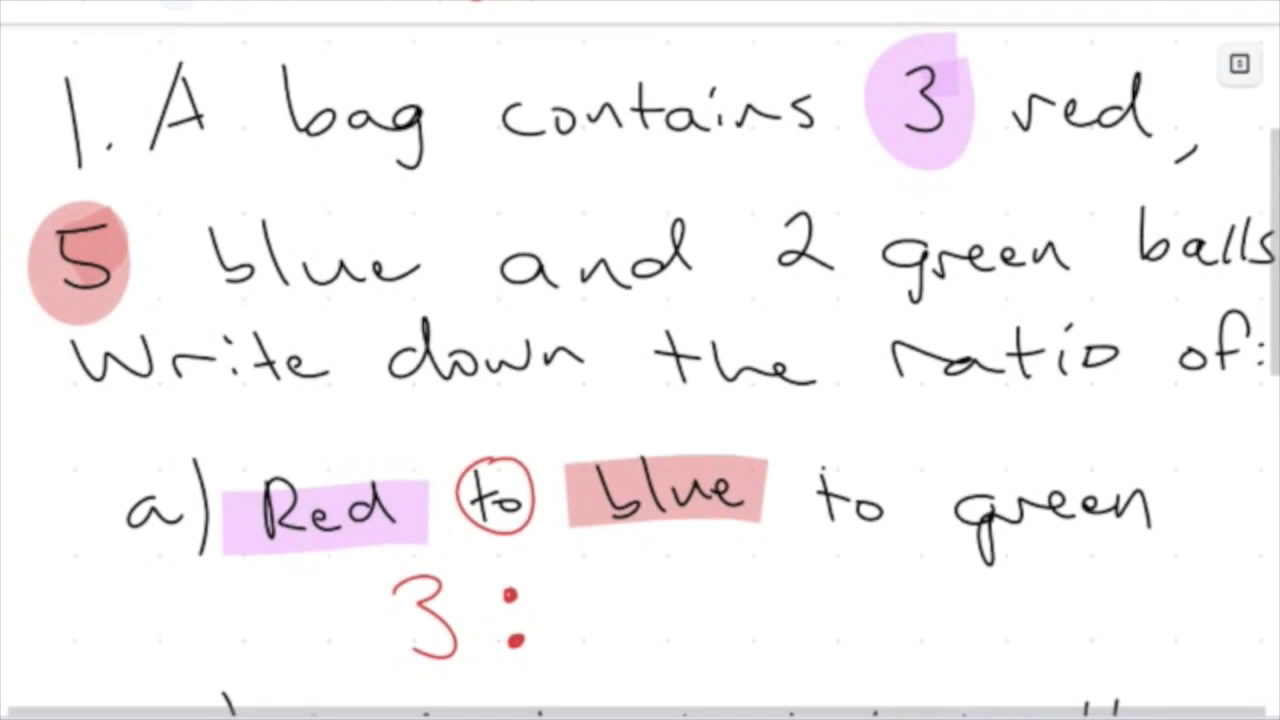 1. A bag contains 3 red,
5 blue and 2 green balls
Write down the ratio of:
a) Red to blue to green
3 :